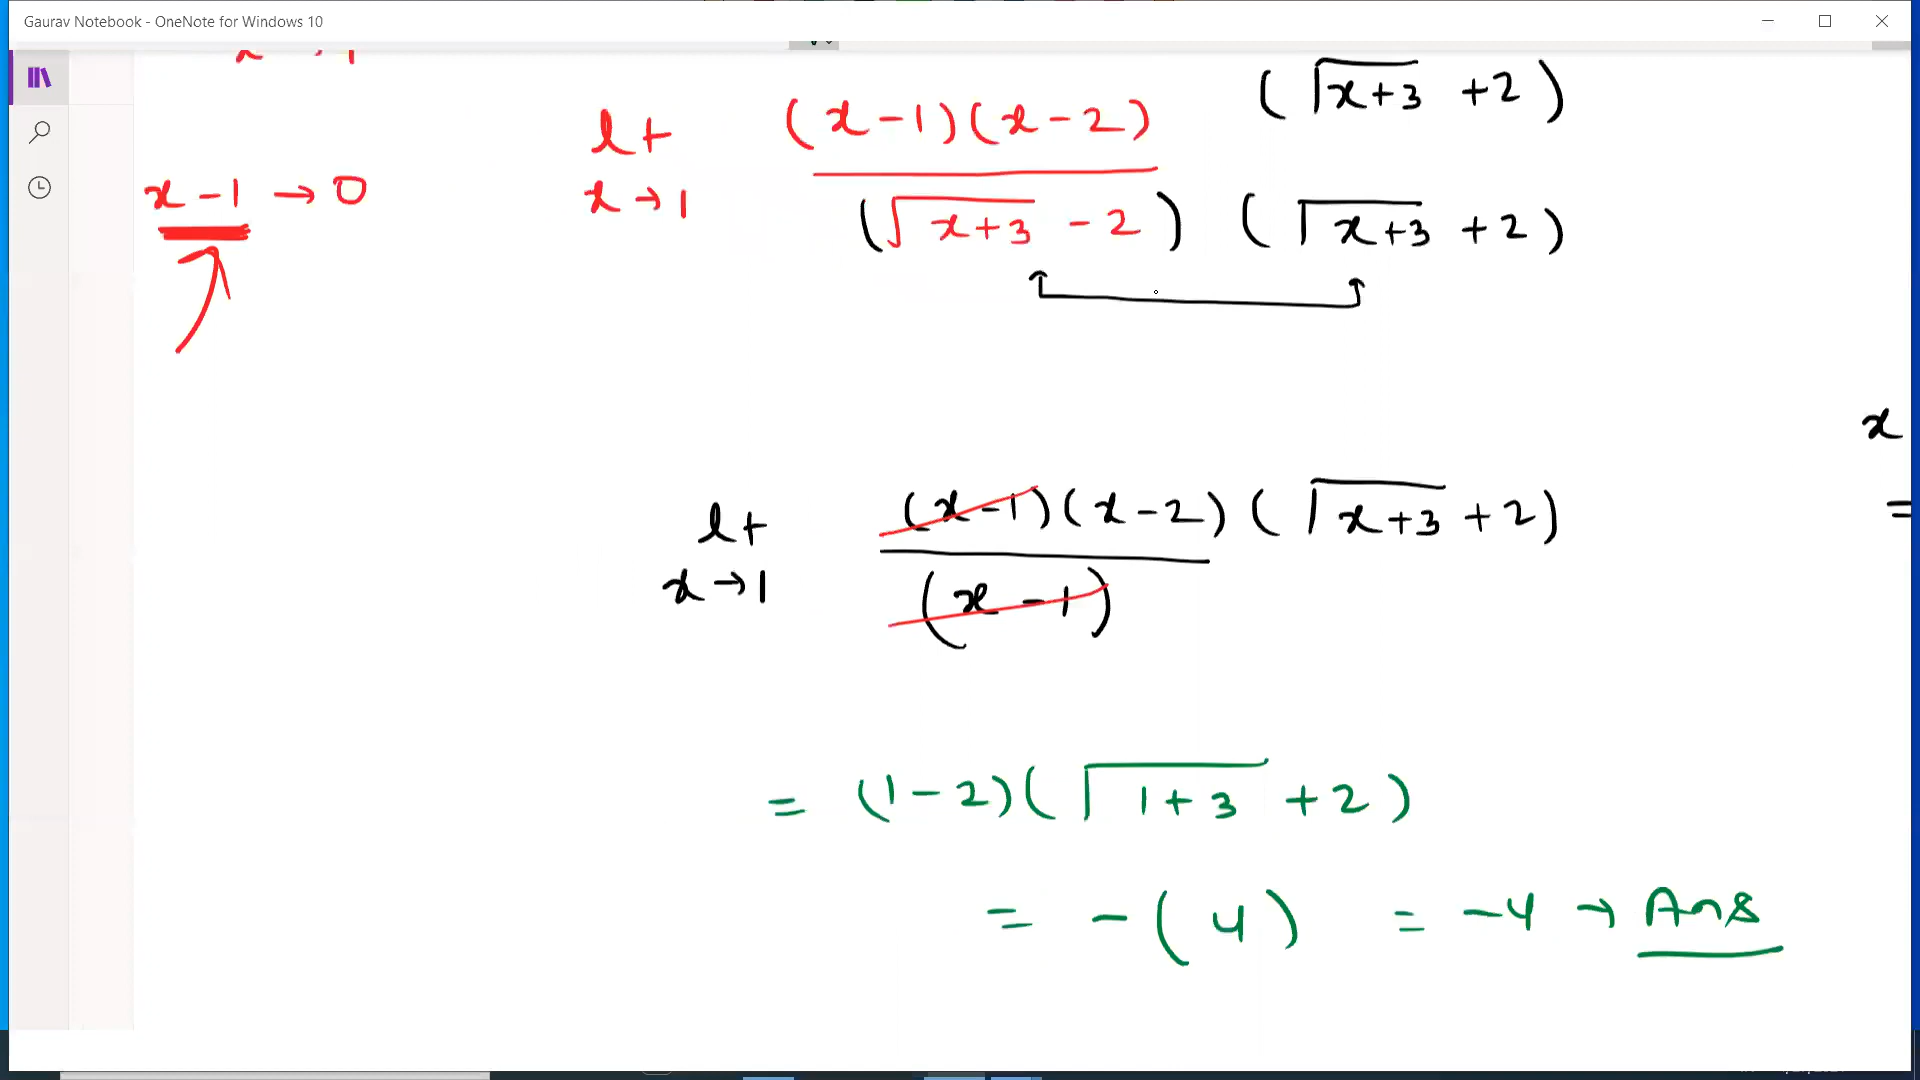 Gaurav Notebook - OneNote for Windows 10
(√x+3 +2)
lt (x-1)(x-2)
x-1 → 0
x→1 (√x+3 -2) (√x+3 +2)
x
lt (x-1)(x-2)(√x+3 +2)
=
x→1 (x-1)
= (1-2)(√1+3 +2)
= -(4) = -4 → Ans